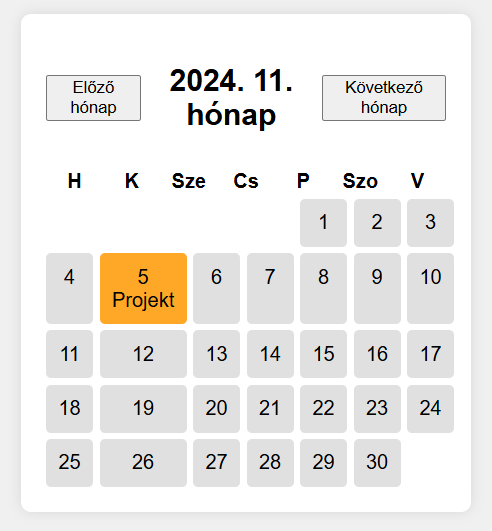 Előző
hónap
2024. 11.
hónap
Következő
hónap
H K Sze Cs P Szo V
1 2 3
4 5 6 7 8 9 10
Projekt
11 12 13 14 15 16 17
18 19 20 21 22 23 24
25 26 27 28 29 30